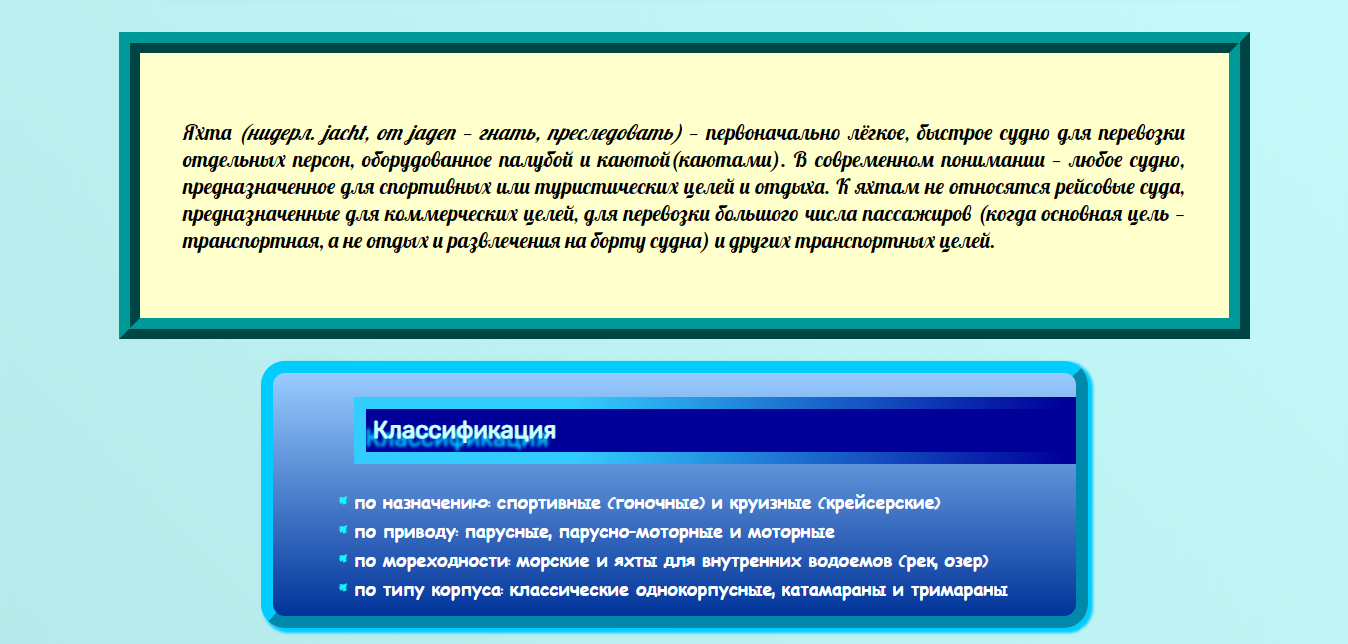 Яхта (нидерл. jacht, от jagen – гнать, преследовать) – первоначально лёгкое, быстрое судно для перевозки
отдельных персон, оборудованное палубой и каютой(каютами). В современном понимании – любое судно,
предназначенное для спортивных или туристических целей и отдыха. К яхтам не относятся рейсовые суда,
предназначенные для коммерческих целей, для перевозки большого числа пассажиров (когда основная цель –
транспортная, а не отдых и развлечения на борту судна) и других транспортных целей.
Классификация
по назначению: спортивные (гоночные) и круизные (крейсерские)
по приводу: парусные, парусно-моторные и моторные
по мореходности: морские и яхты для внутренних водоемов (рек, озер)
по типу корпуса: классические однокорпусные, катамараны и тримараны